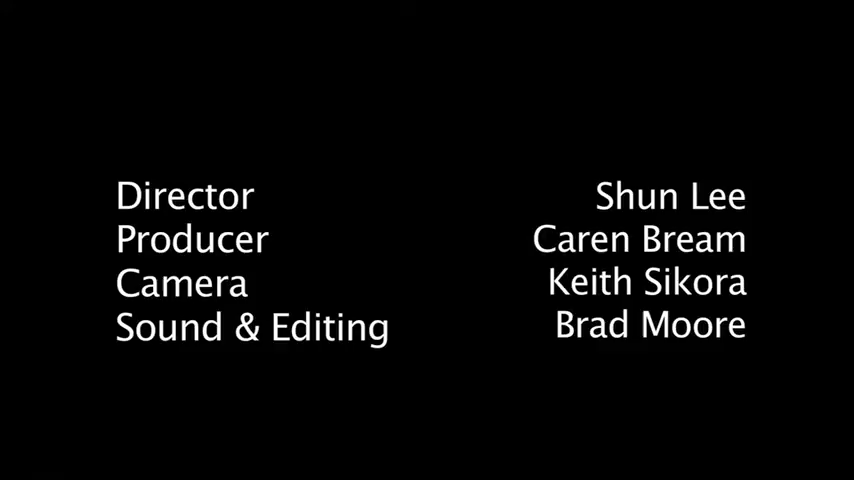 Director Shun Lee
Producer Caren Bream
Camera Keith Sikora
Sound & Editing Brad Moore